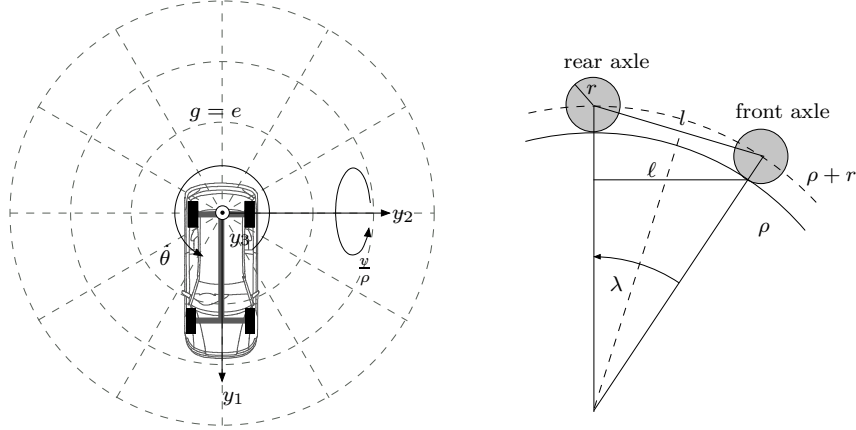 g = e
y₂
y₃
θ̇
v/ρ
y₁
rear axle
r
front axle
l
ρ + r
ℓ
ρ
λ